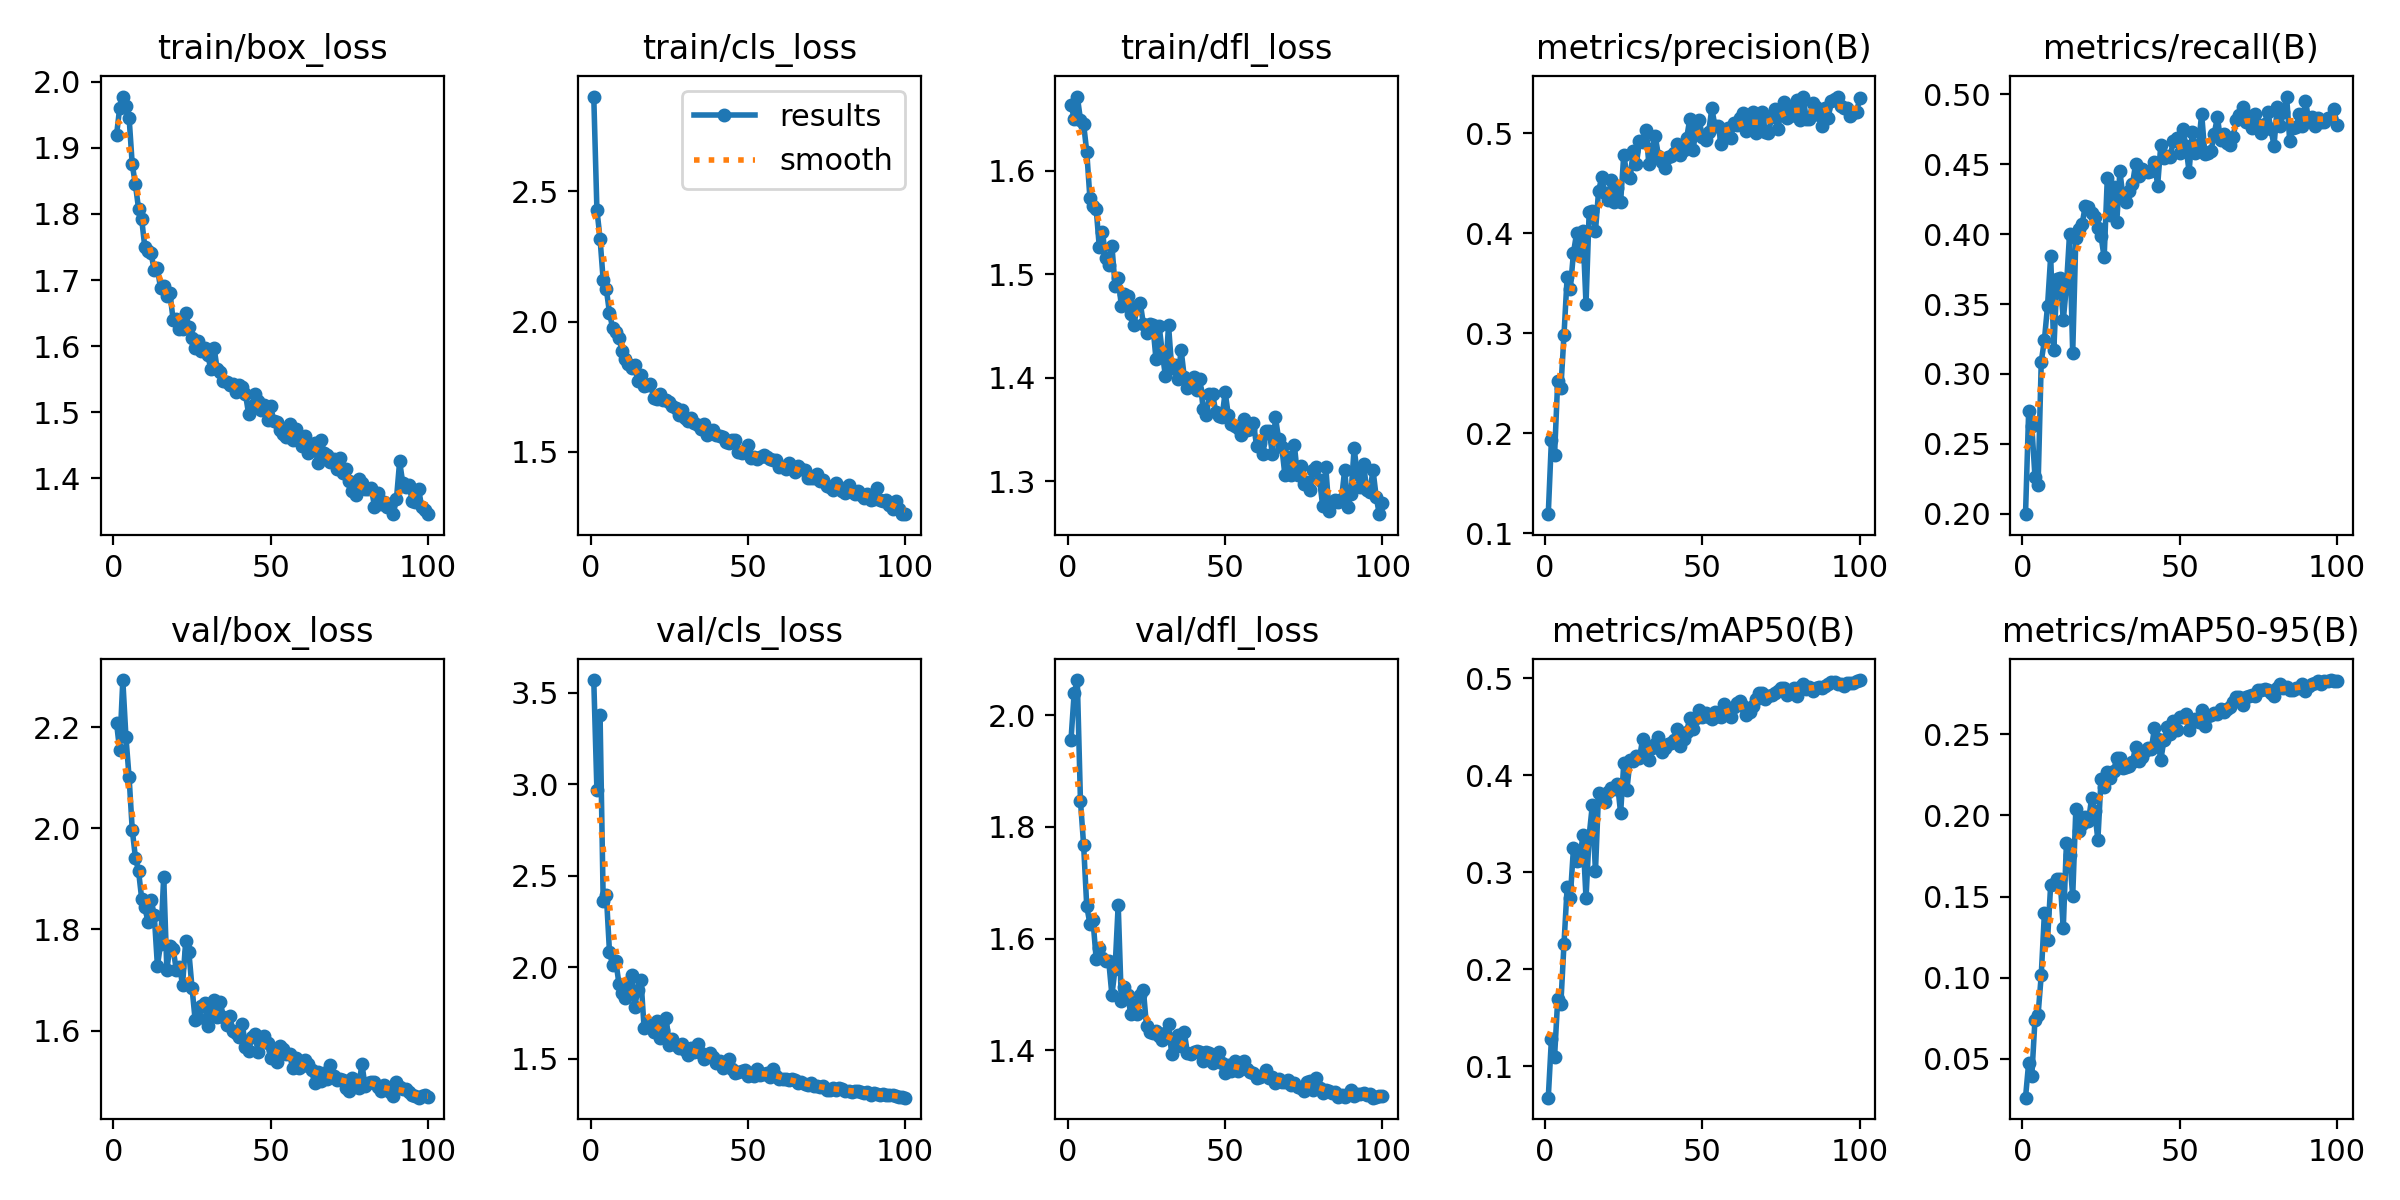 train/box_loss
2.0
1.9
1.8
1.7
1.6
1.5
1.4
0 50 100
train/cls_loss
results
smooth
2.5
2.0
1.5
0 50 100
train/dfl_loss
1.6
1.5
1.4
1.3
0 50 100
metrics/precision(B)
0.5
0.4
0.3
0.2
0.1
0 50 100
metrics/recall(B)
0.50
0.45
0.40
0.35
0.30
0.25
0.20
0 50 100
val/box_loss
2.2
2.0
1.8
1.6
0 50 100
val/cls_loss
3.5
3.0
2.5
2.0
1.5
0 50 100
val/dfl_loss
2.0
1.8
1.6
1.4
0 50 100
metrics/mAP50(B)
0.5
0.4
0.3
0.2
0.1
0 50 100
metrics/mAP50-95(B)
0.25
0.20
0.15
0.10
0.05
0 50 100